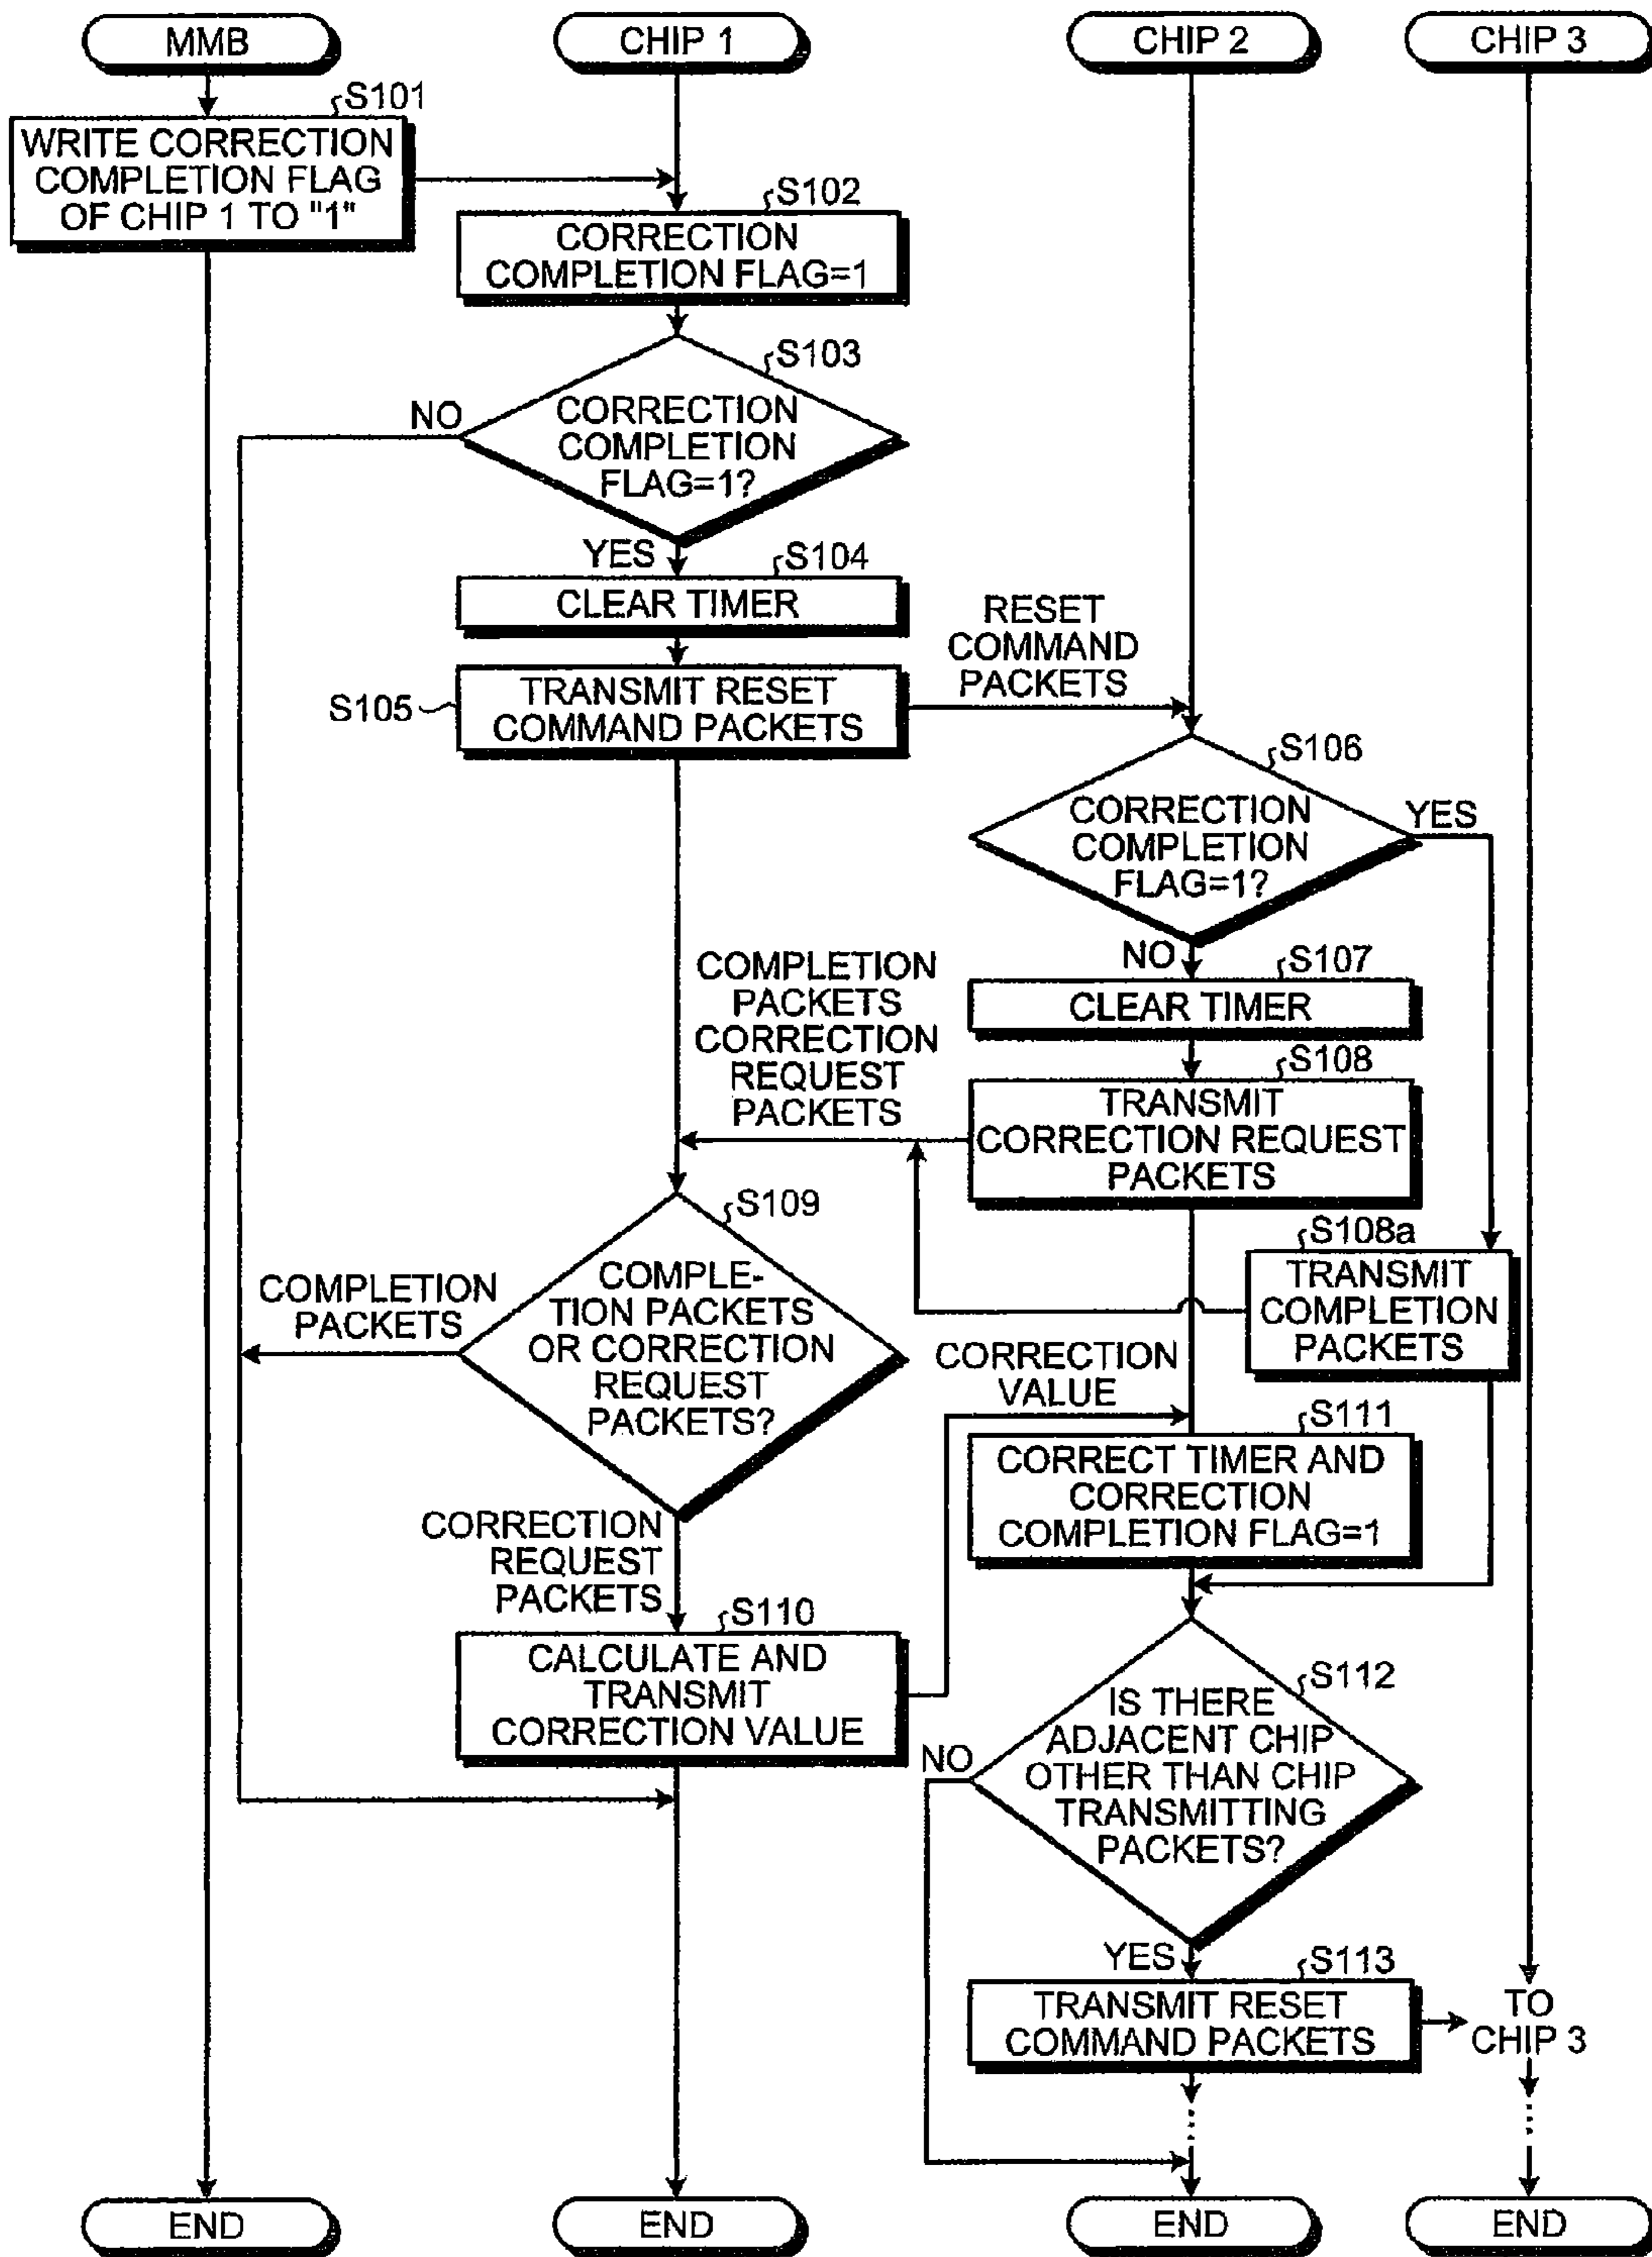 MMB
CHIP 1
CHIP 2
CHIP 3
S101
WRITE CORRECTION
COMPLETION FLAG
OF CHIP 1 TO "1"
S102
CORRECTION
COMPLETION FLAG=1
S103
CORRECTION
COMPLETION
FLAG=1?
NO
YES
S104
CLEAR TIMER
S105
TRANSMIT RESET
COMMAND PACKETS
RESET
COMMAND
PACKETS
S106
CORRECTION
COMPLETION
FLAG=1?
YES
NO
S107
CLEAR TIMER
COMPLETION
PACKETS
CORRECTION
REQUEST
PACKETS
S108
TRANSMIT
CORRECTION REQUEST
PACKETS
S108a
TRANSMIT
COMPLETION
PACKETS
S109
COMPLE-
TION PACKETS
OR CORRECTION
REQUEST
PACKETS?
COMPLETION
PACKETS
CORRECTION
REQUEST
PACKETS
S110
CALCULATE AND
TRANSMIT
CORRECTION VALUE
CORRECTION
VALUE
S111
CORRECT TIMER AND
CORRECTION
COMPLETION FLAG=1
S112
IS THERE
ADJACENT CHIP
OTHER THAN CHIP
TRANSMITTING
PACKETS?
NO
YES
S113
TRANSMIT RESET
COMMAND PACKETS
TO
CHIP 3
END
END
END
END